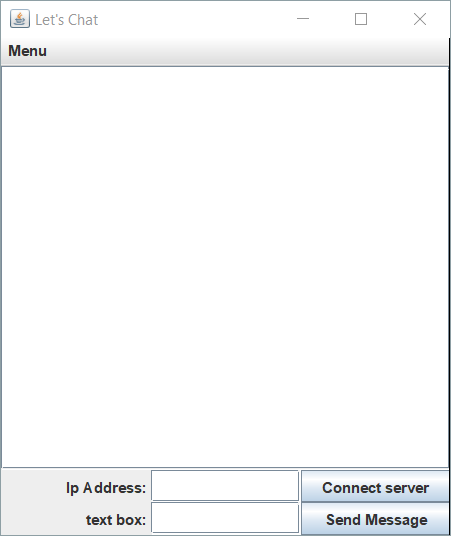 Let's Chat
Menu
Ip Address:
Connect server
text box:
Send Message